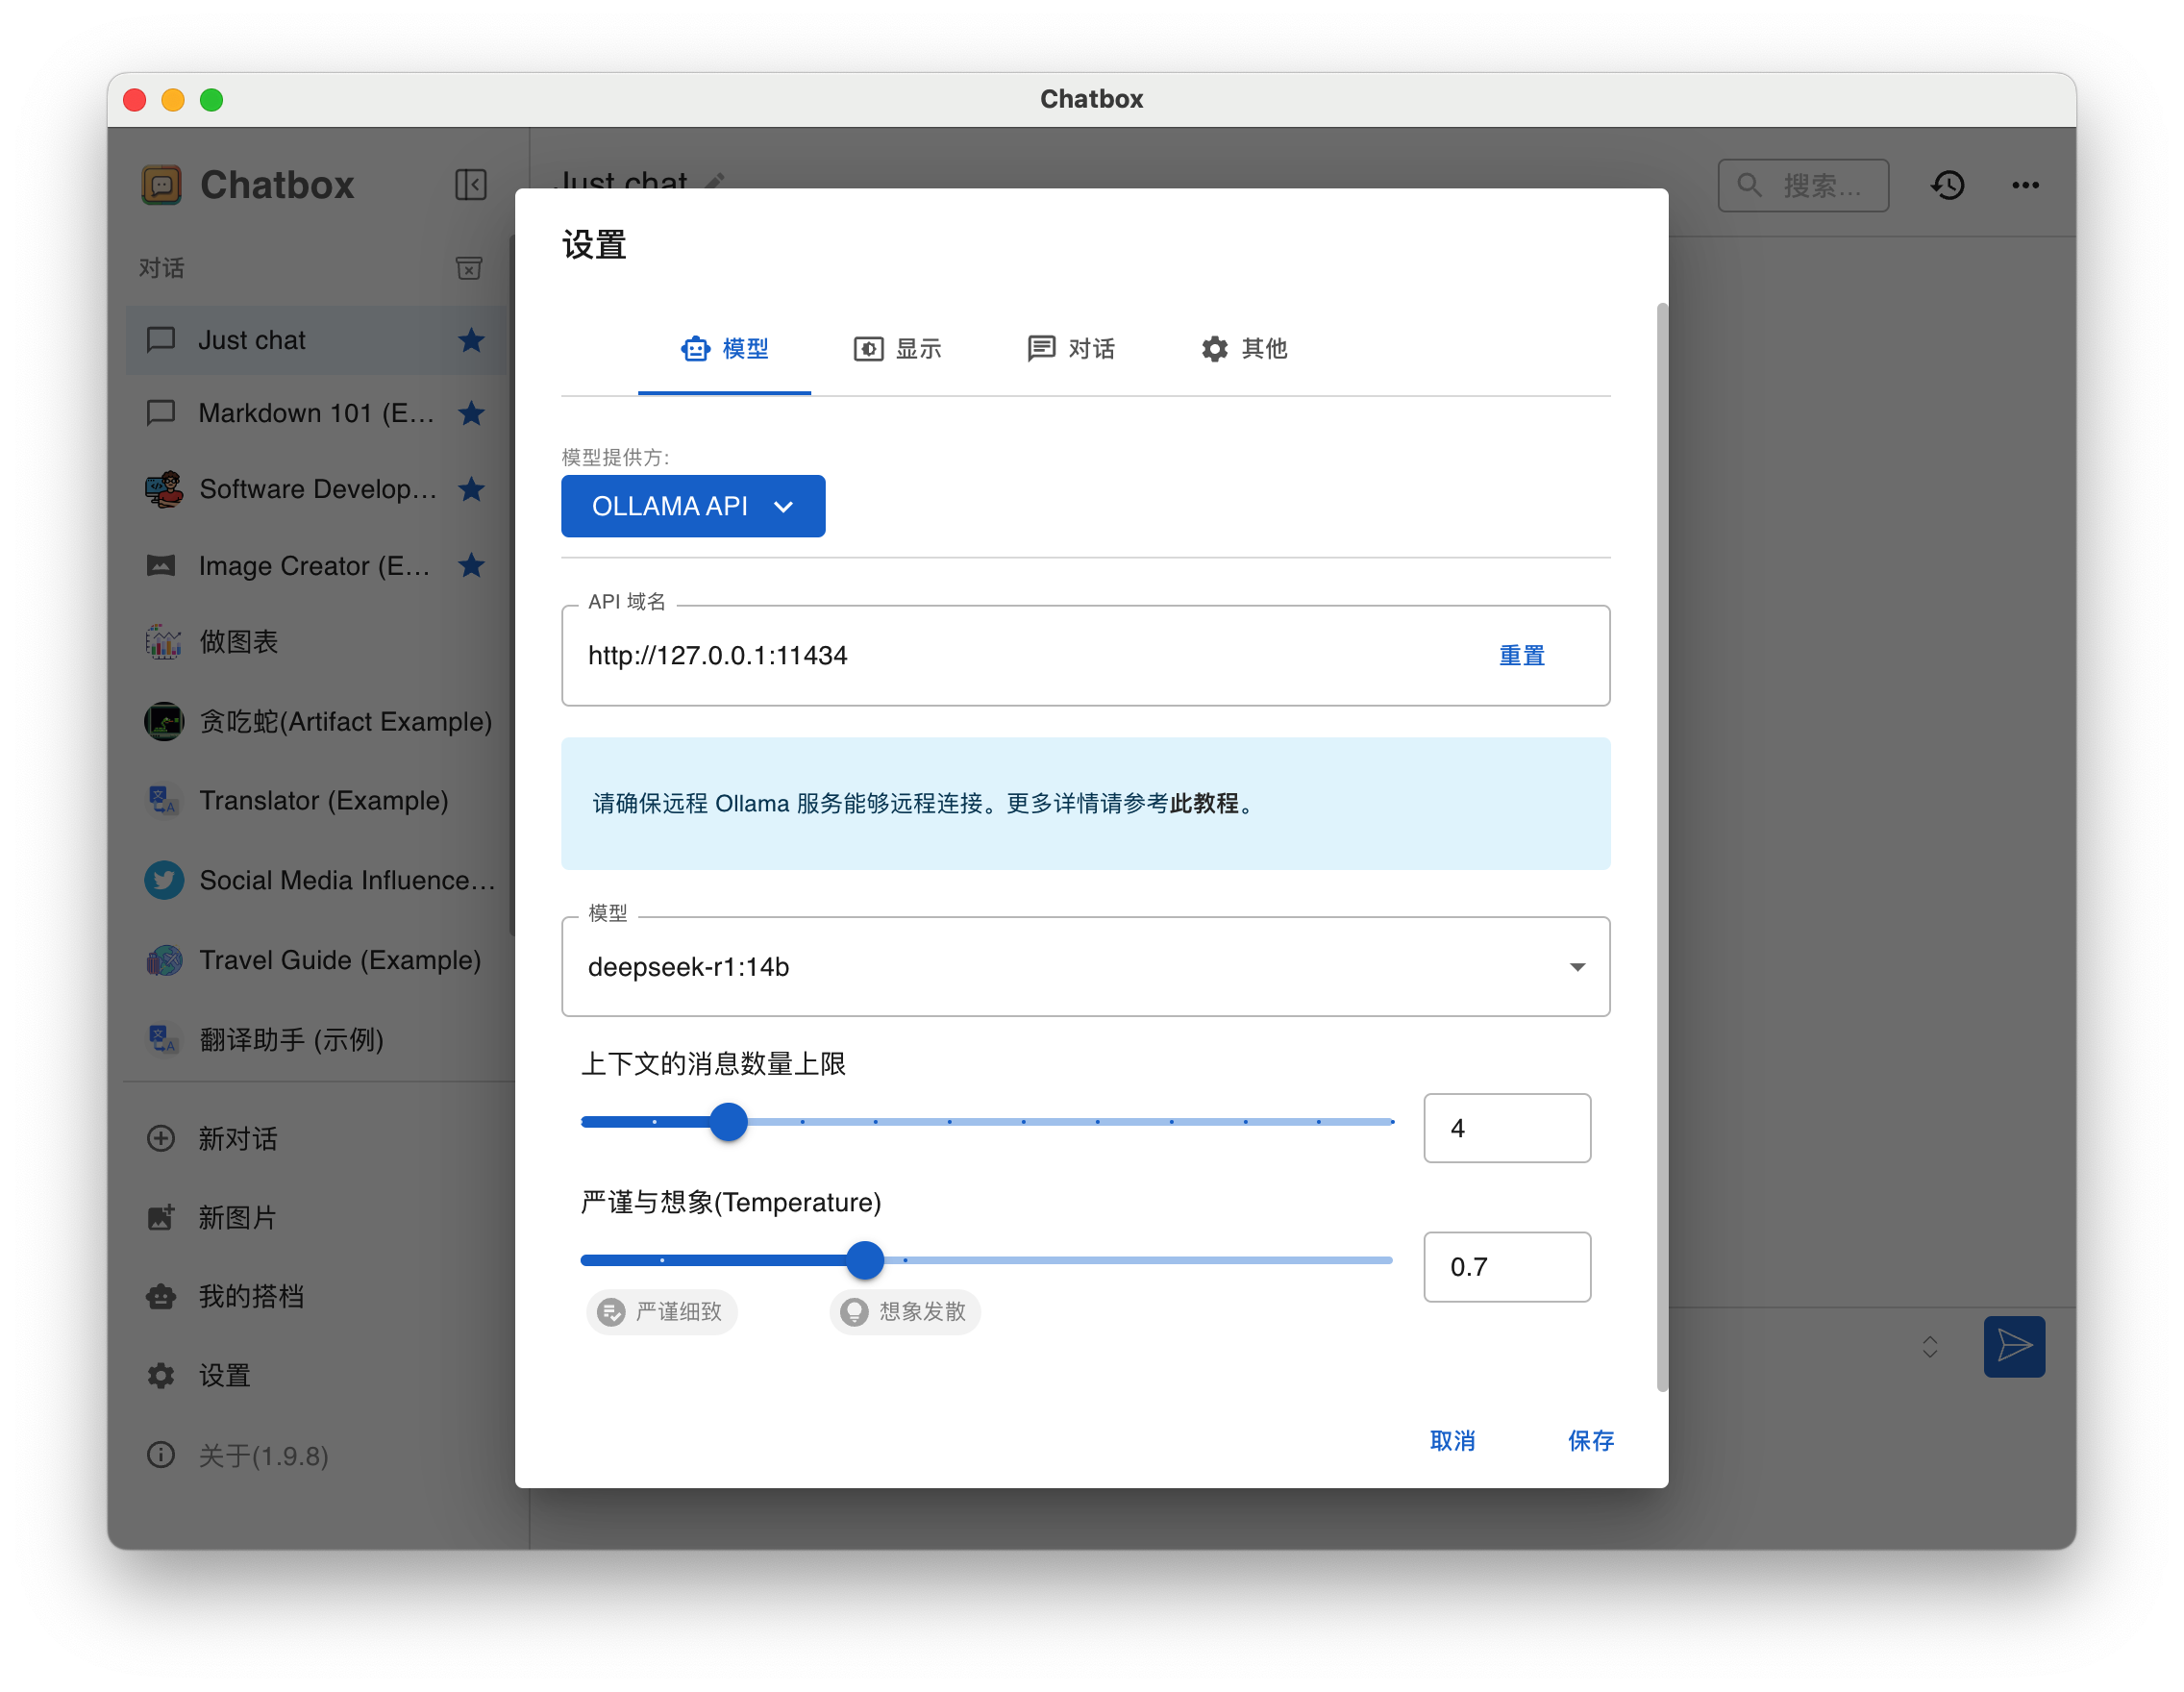 Chatbox
Chatbox
对话
Just chat
Markdown 101 (E...
Software Develop...
Image Creator (E...
做图表
贪吃蛇(Artifact Example)
Translator (Example)
Social Media Influence...
Travel Guide (Example)
翻译助手 (示例)
新对话
新图片
我的搭档
设置
关于(1.9.8)
Just chat
搜索...
设置
模型
显示
对话
其他
模型提供方:
OLLAMA API
API 域名
http://127.0.0.1:11434
重置
请确保远程 Ollama 服务能够远程连接。更多详情请参考此教程。
模型
deepseek-r1:14b
上下文的消息数量上限
4
严谨与想象(Temperature)
0.7
严谨细致
想象发散
取消
保存